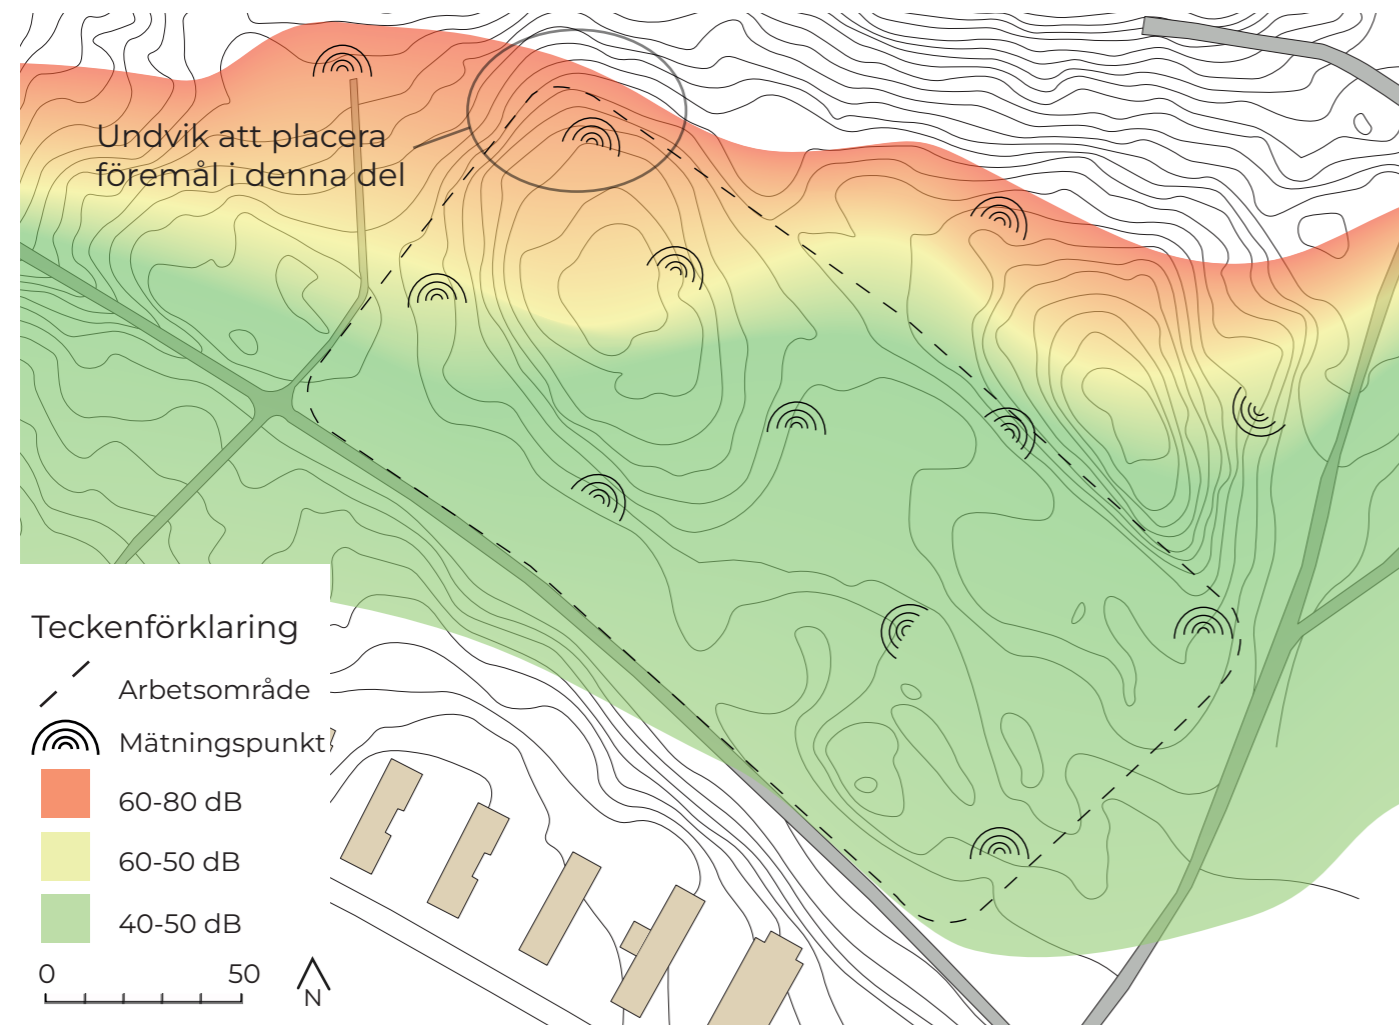 Undvik att placera
föremål i denna del
Teckenförklaring
Arbetsområde
Mätningspunkt
60-80 dB
60-50 dB
40-50 dB
0 50
N